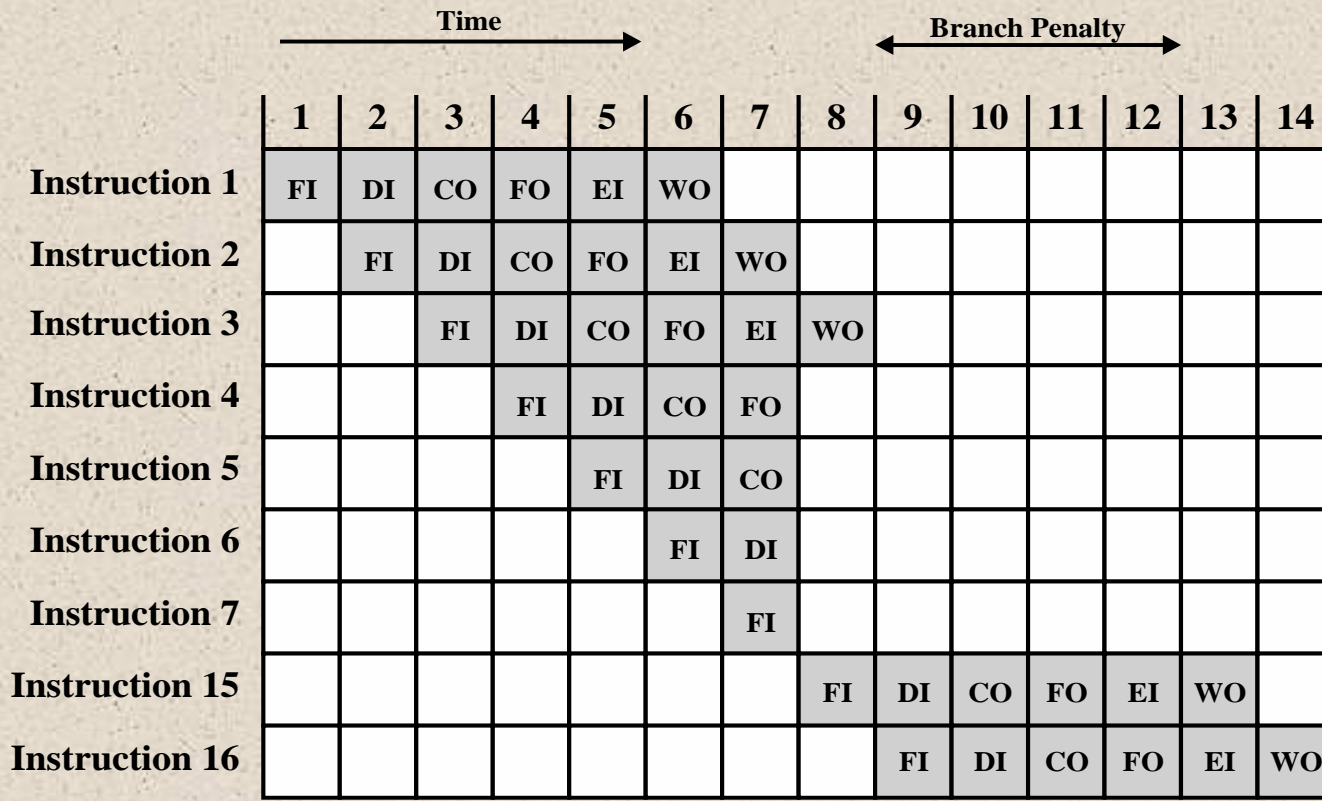 Time
Branch Penalty
1 2 3 4 5 6 7 8 9 10 11 12 13 14
Instruction 1 FI DI CO FO EI WO
Instruction 2 FI DI CO FO EI WO
Instruction 3 FI DI CO FO EI WO
Instruction 4 FI DI CO FO
Instruction 5 FI DI CO
Instruction 6 FI DI
Instruction 7 FI
Instruction 15 FI DI CO FO EI WO
Instruction 16 FI DI CO FO EI WO